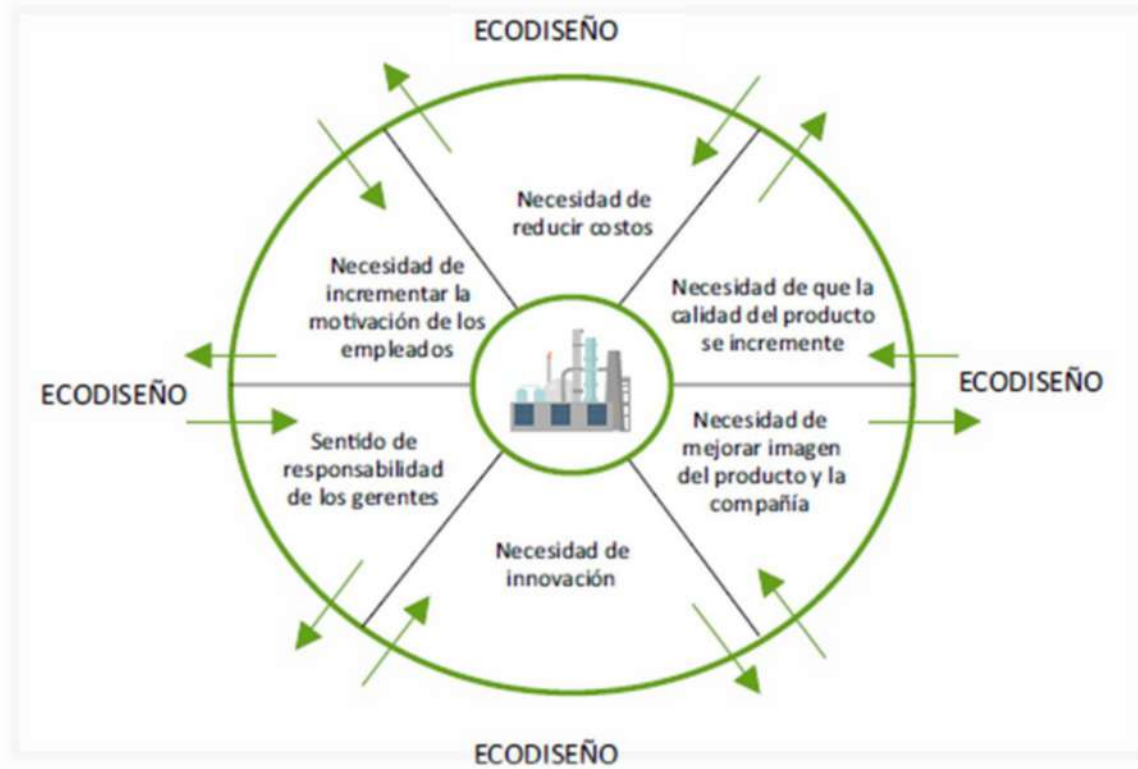 ECODISEÑO
Necesidad de
reducir costos
Necesidad de
incrementar la
motivación de los
empleados
Necesidad de que la
calidad del producto
se incremente
ECODISEÑO
ECODISEÑO
Sentido de
responsabilidad
de los gerentes
Necesidad de
mejorar imagen
del producto y la
compañía
Necesidad de
innovación
ECODISEÑO